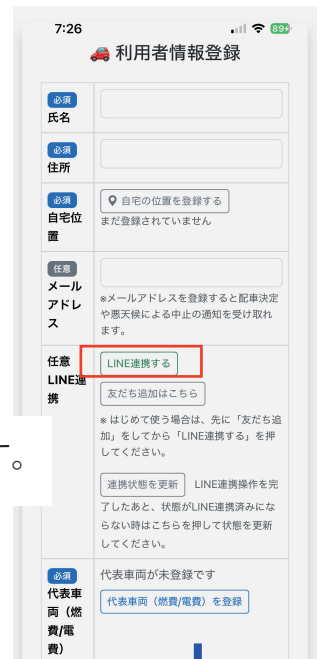 7:26
89
🚗 利用者情報登録
必須
氏名
必須
住所
必須
自宅位
置
自宅の位置を登録する
まだ登録されていません
任意
メール
アドレ
ス
※メールアドレスを登録すると配車決定
や悪天候による中止の通知を受け取れ
ます。
任意
LINE連
携
LINE連携する
友だち追加はこちら
※ はじめて使う場合は、先に「友だち追
加」をしてから「LINE連携する」を押
してください。
連携状態を更新 LINE連携操作を完
了したあと、状態がLINE連携済みにな
らない時はこちらを押して状態を更新
してください。
。
必須
代表車
両（燃
費/電
費）
代表車両が未登録です
代表車両（燃費/電費）を登録